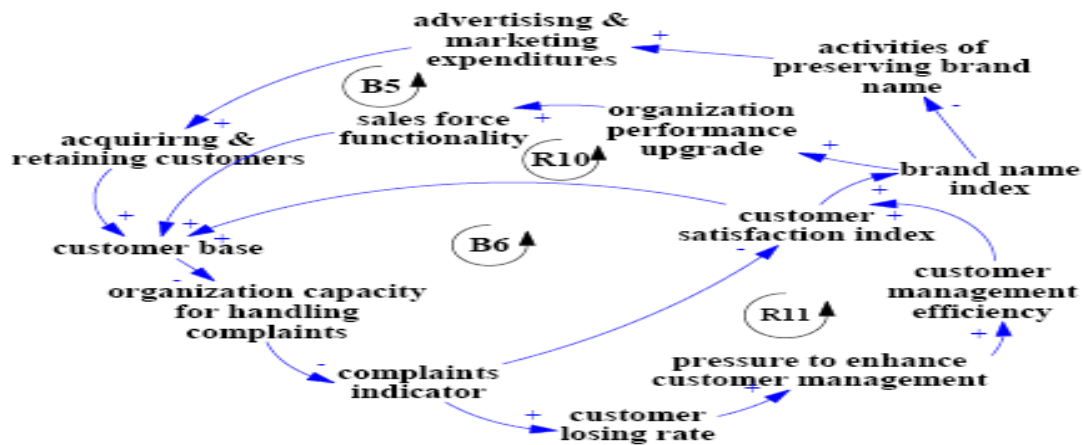 advertisisng &
marketing
expenditures
+
activities of
preserving brand
name
B5
-
+
acquirirng &
retaining customers
sales force
functionality
+
organization
performance
upgrade
R10
+
brand name
index
+
+
+
+
customer
satisfaction index
+
customer base
B6
-
-
organization capacity
for handling
complaints
customer
management
efficiency
R11
+
-
complaints
indicator
pressure to enhance
customer management
+
+
customer
losing rate